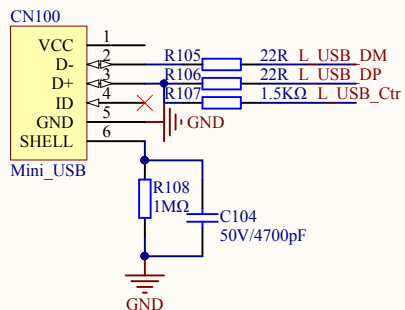 CN100
VCC 1
D- 2 R105 22R L_USB_DM
D+ 3 R106 22R L_USB_DP
ID 4 R107 1.5KΩ L_USB_Ctr
GND 5 GND
SHELL 6
Mini_USB
R108
1MΩ
C104
50V/4700pF
GND